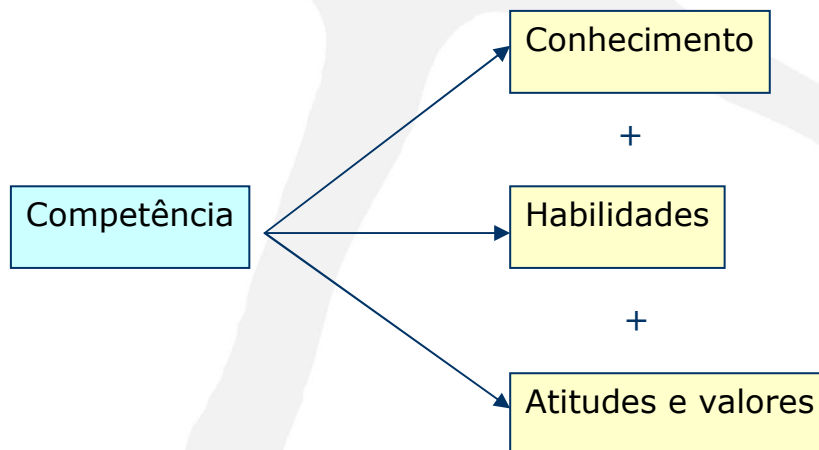 Conhecimento
+
Competência
Habilidades
+
Atitudes e valores